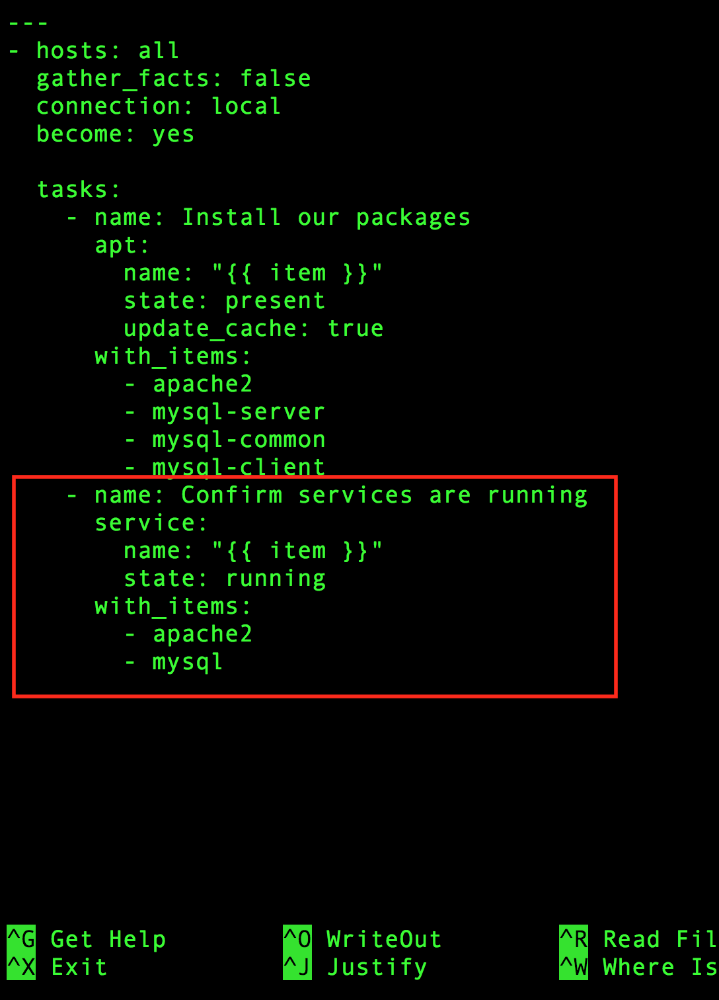 ---
- hosts: all
  gather_facts: false
  connection: local
  become: yes

  tasks:
    - name: Install our packages
      apt:
        name: "{{ item }}"
        state: present
        update_cache: true
      with_items:
        - apache2
        - mysql-server
        - mysql-common
        - mysql-client
    - name: Confirm services are running
      service:
        name: "{{ item }}"
        state: running
      with_items:
        - apache2
        - mysql
^G Get Help ^O WriteOut ^R Read Fil
^X Exit ^J Justify ^W Where Is